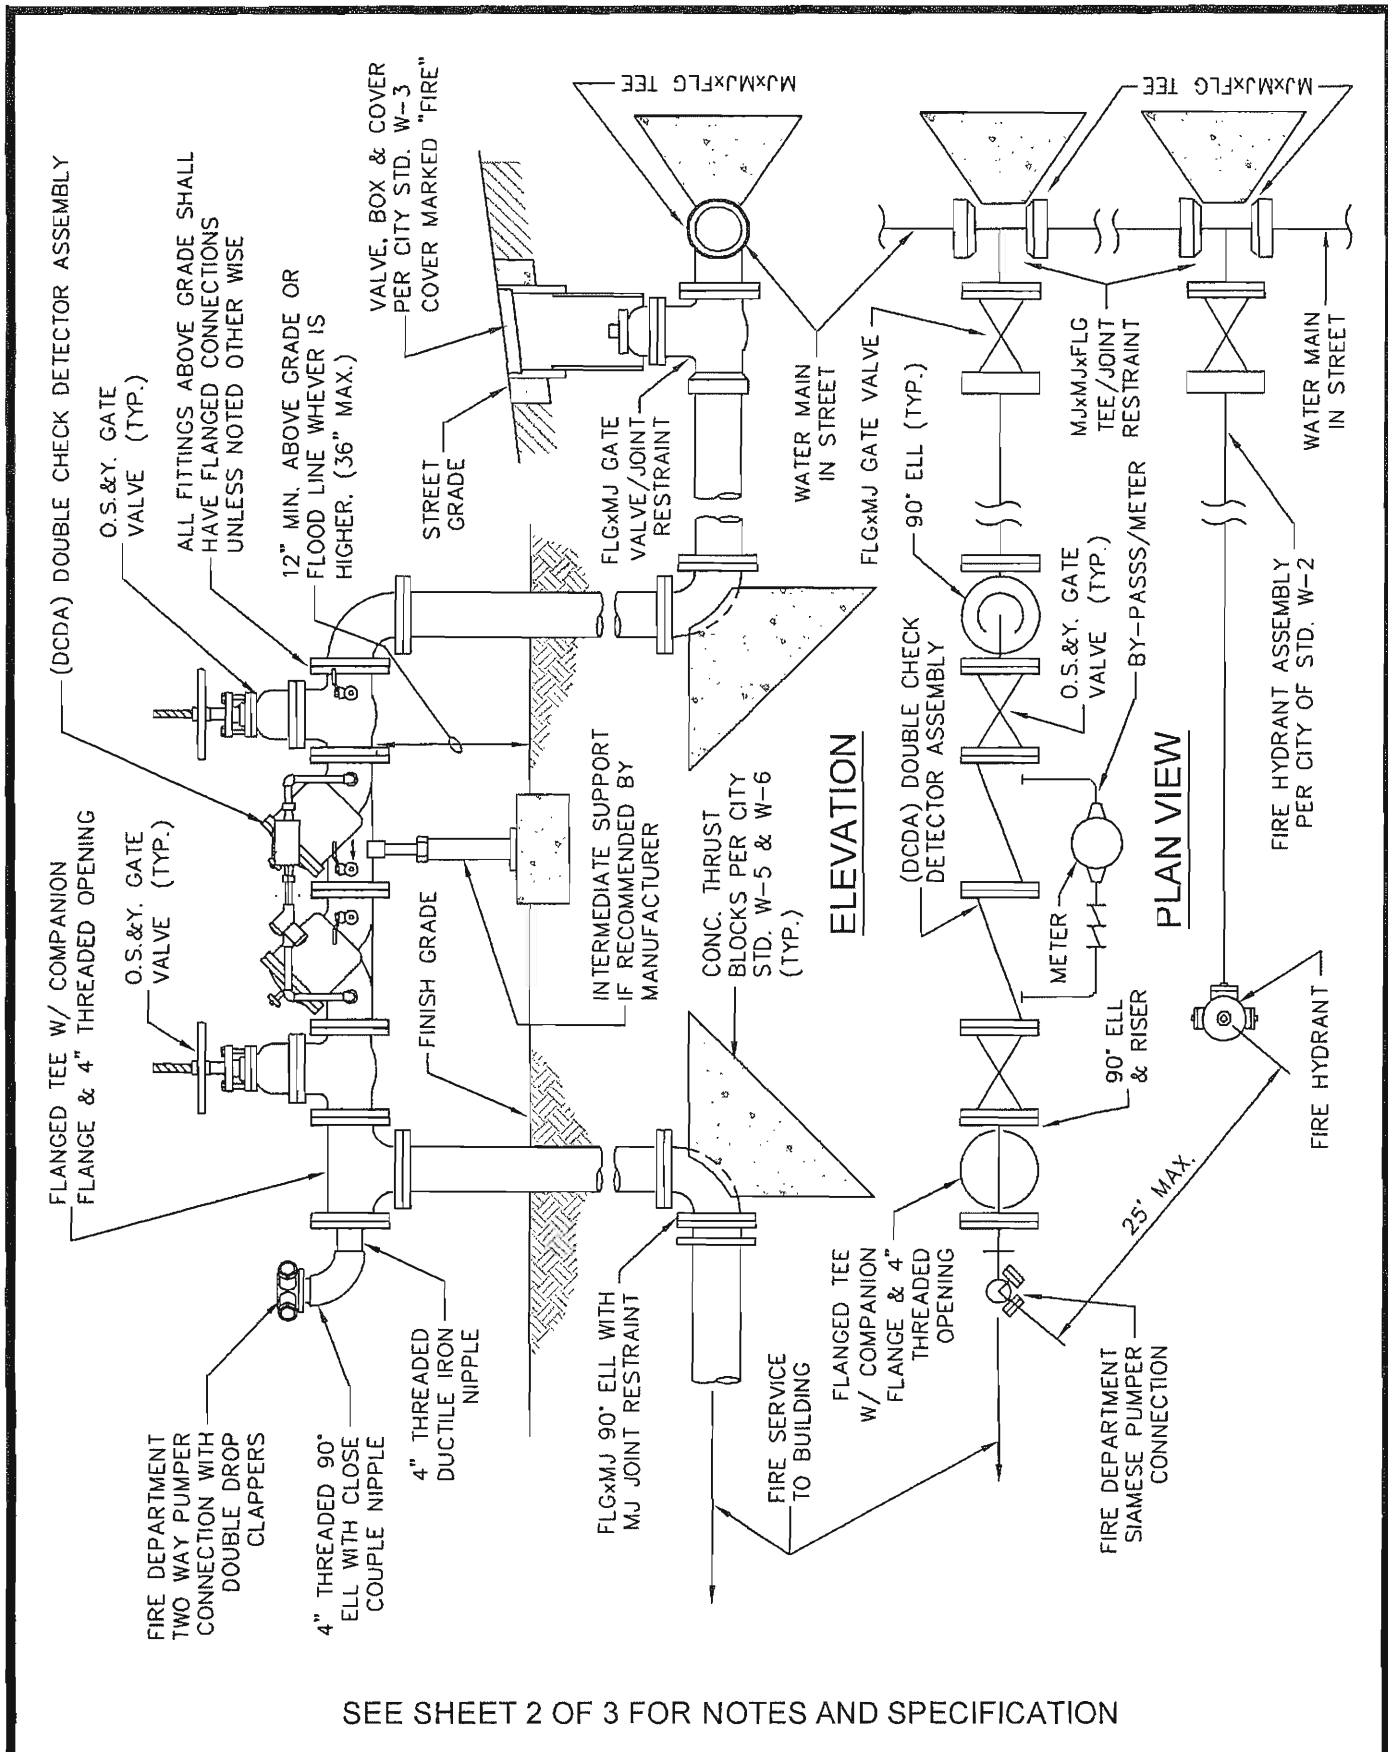 (DCDA) DOUBLE CHECK DETECTOR ASSEMBLY
FLANGED TEE W/ COMPANION
FLANGE & 4" THREADED OPENING
O.S.&Y. GATE
VALVE (TYP.)
O.S.&Y. GATE
VALVE (TYP.)
ALL FITTINGS ABOVE GRADE SHALL
HAVE FLANGED CONNECTIONS
UNLESS NOTED OTHER WISE
12" MIN. ABOVE GRADE OR
FLOOD LINE WHEVER IS
HIGHER. (36" MAX.)
VALVE, BOX & COVER
PER CITY STD. W-3
COVER MARKED "FIRE"
STREET
GRADE
FIRE DEPARTMENT
TWO WAY PUMPER
CONNECTION WITH
DOUBLE DROP
CLAPPERS
4" THREADED 90°
ELL WITH CLOSE
COUPLE NIPPLE
4" THREADED
DUCTILE IRON
NIPPLE
FINISH GRADE
INTERMEDIATE SUPPORT
IF RECOMMENDED BY
MANUFACTURER
FLGxMJ GATE
VALVE/JOINT
RESTRAINT
MJxMJxFLG TEE
FLGxMJ 90° ELL WITH
MJ JOINT RESTRAINT
CONC. THRUST
BLOCKS PER CITY
STD. W-5 & W-6
(TYP.)
WATER MAIN
IN STREET
FIRE SERVICE
TO BUILDING
ELEVATION
FLANGED TEE
W/ COMPANION
FLANGE & 4"
THREADED
OPENING
(DCDA) DOUBLE CHECK
DETECTOR ASSEMBLY
FLGxMJ GATE VALVE
90° ELL (TYP.)
O.S.&Y. GATE
VALVE (TYP.)
BY-PASSS/METER
METER
90° ELL
& RISER
MJxMJxFLG
TEE/JOINT
RESTRAINT
MJxMJxFLG TEE
FIRE DEPARTMENT
SIAMESE PUMPER
CONNECTION
25' MAX.
PLAN VIEW
FIRE HYDRANT
FIRE HYDRANT ASSEMBLY
PER CITY OF STD. W-2
WATER MAIN
IN STREET
SEE SHEET 2 OF 3 FOR NOTES AND SPECIFICATION